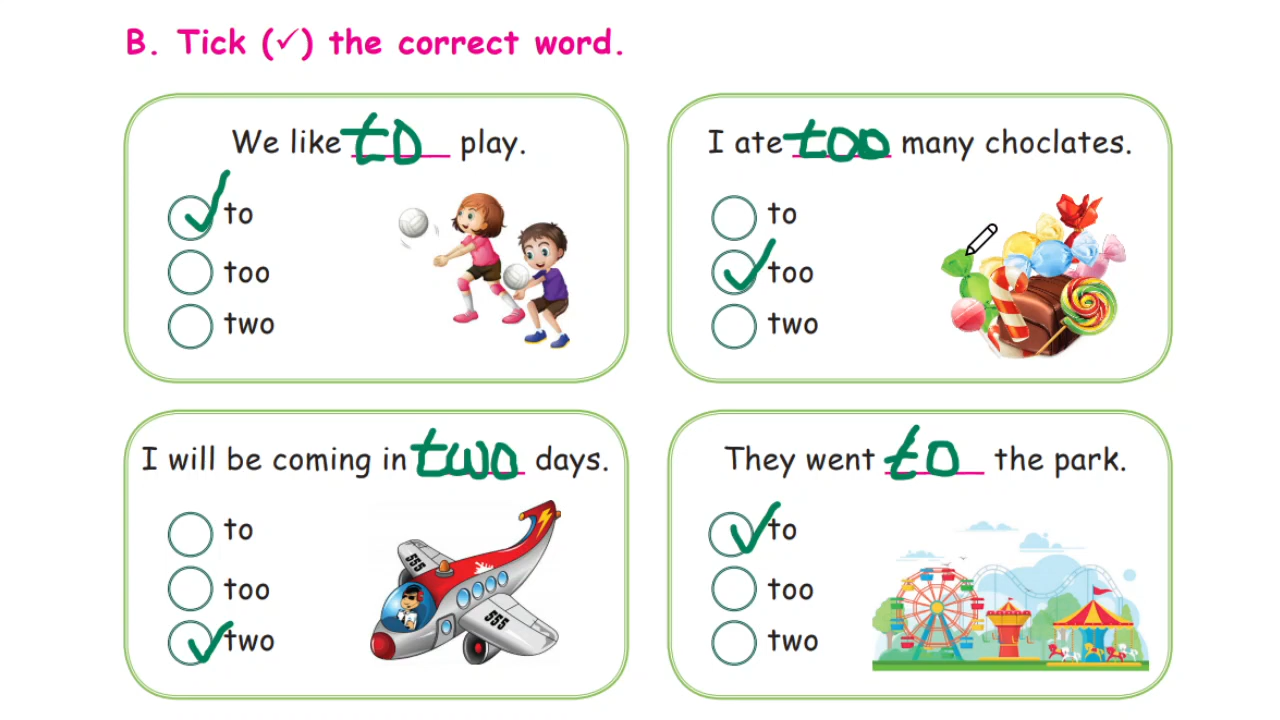 B. Tick (✓) the correct word.
We like to play.
✓ to
too
two
I ate too many choclates.
to
✓ too
two
I will be coming in two days.
to
too
✓ two
555
555
They went to the park.
✓ to
too
two